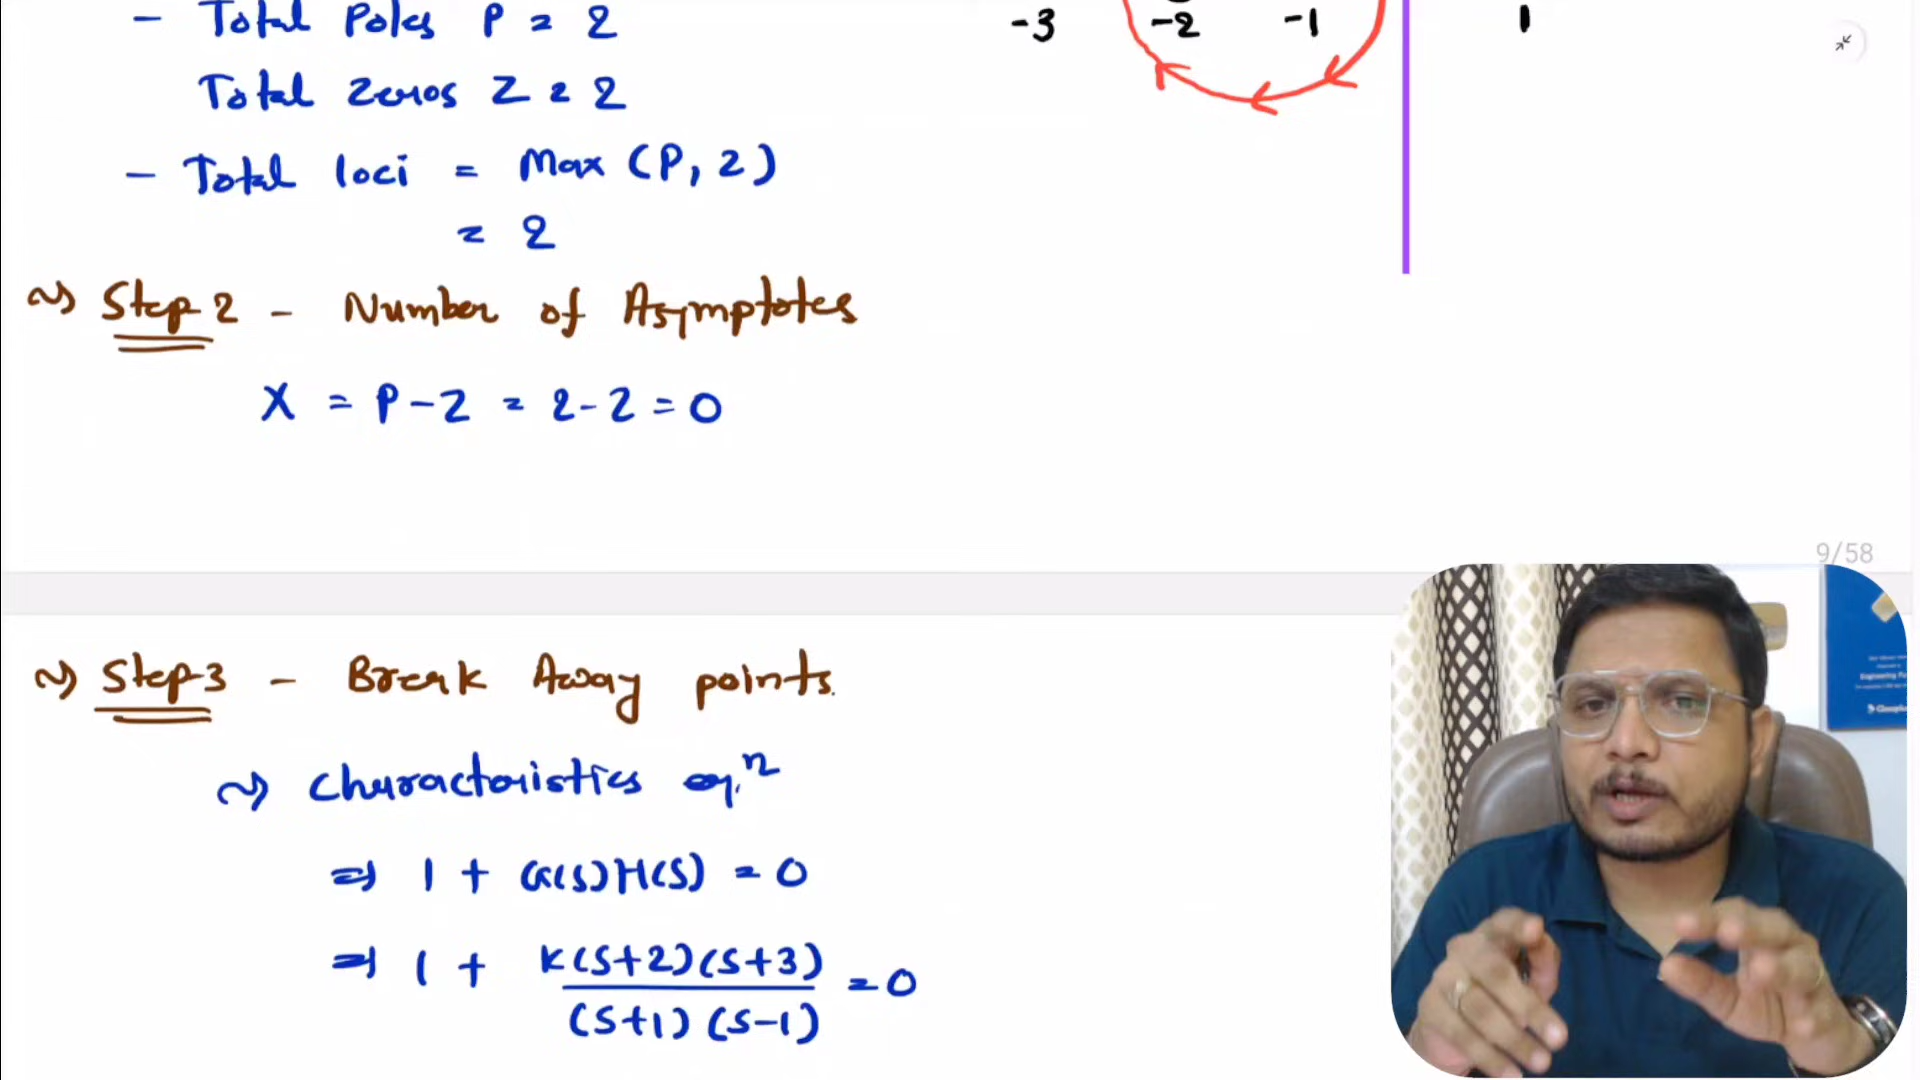 - Total Poles P = 2
-3 -2 -1 1
Total Zeros Z = 2
- Total loci = Max (P, Z)
= 2
Step 2 - Number of Asymptotes
X = P - Z = 2 - 2 = 0
9/58
Step-3 - Break Away points.
Characteristics eq.n
⇒ 1 + G(s)H(s) = 0
⇒ 1 + K(S+2)(S+3) / (S+1)(S-1) = 0